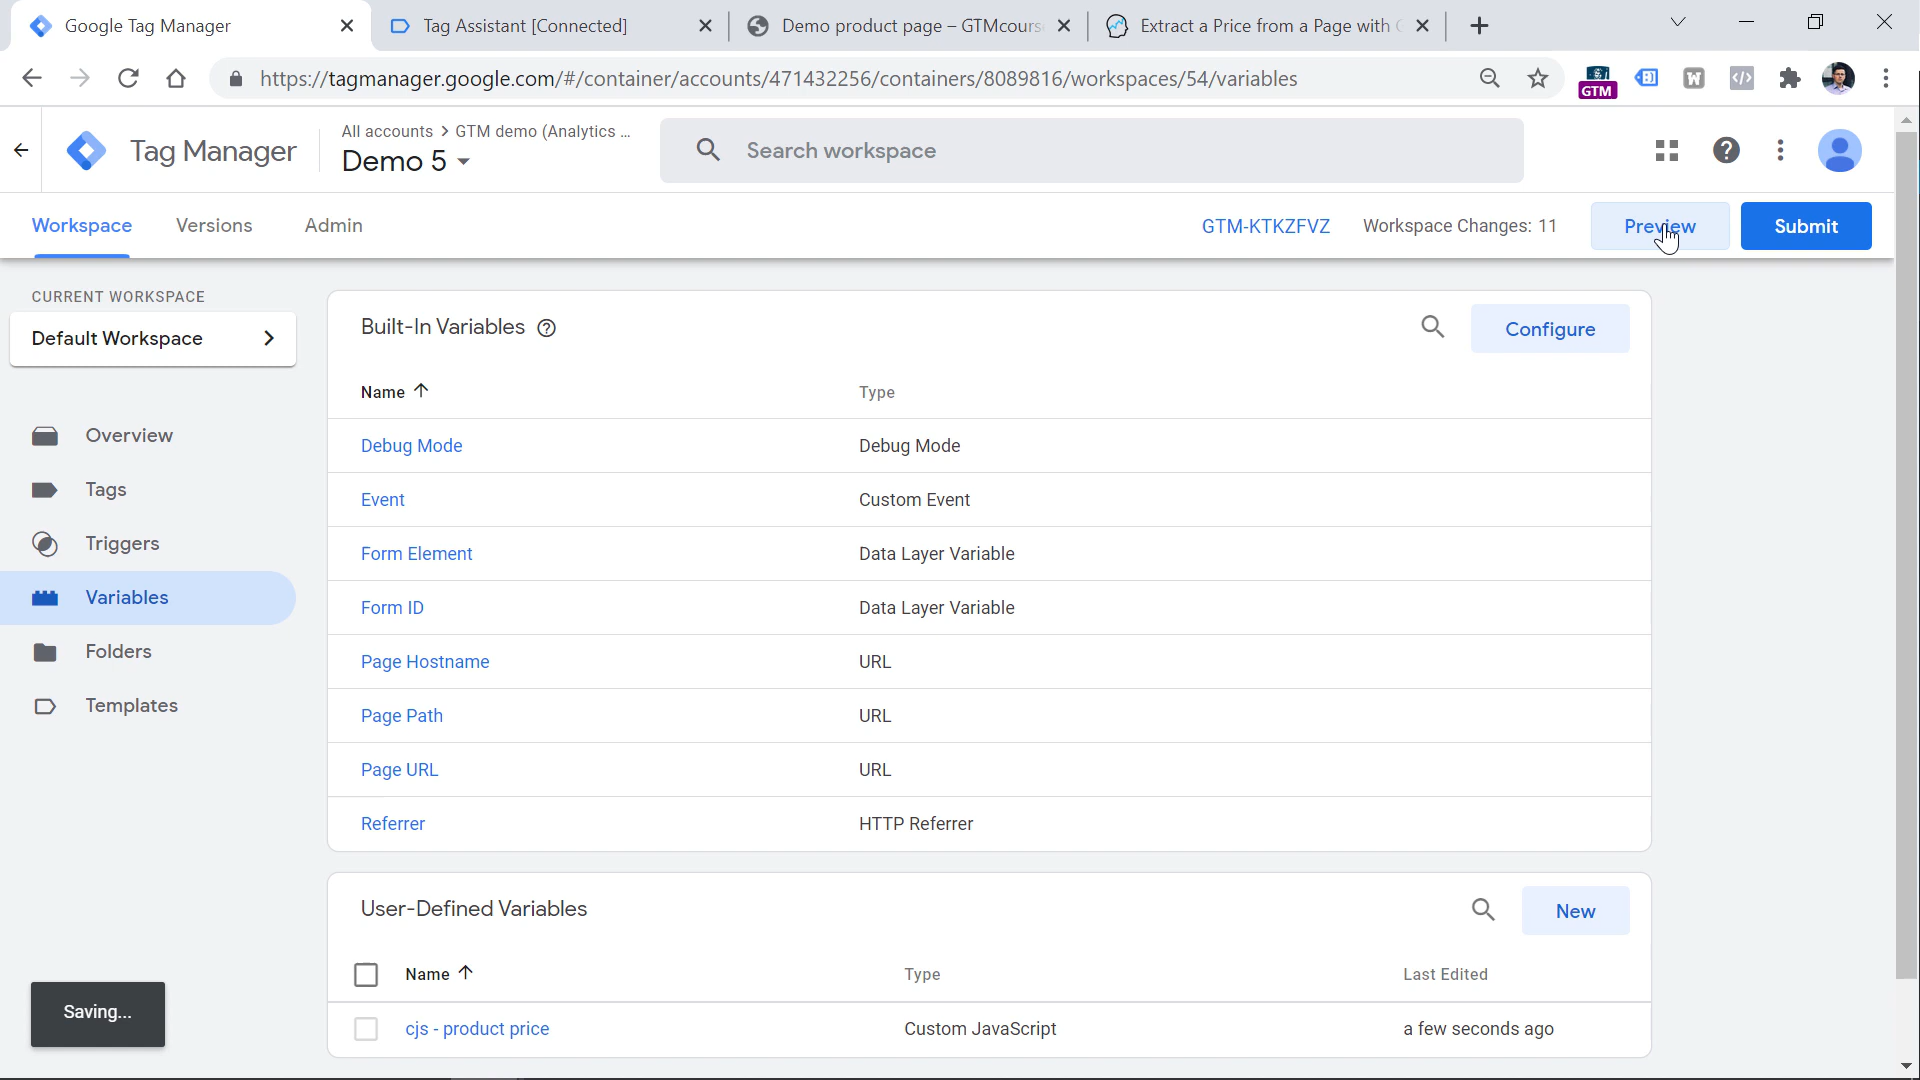 Google Tag Manager
Tag Assistant [Connected]
Demo product page – GTMcours
Extract a Price from a Page with G
https://tagmanager.google.com/#/container/accounts/471432256/containers/8089816/workspaces/54/variables
GTM
W
Tag Manager
All accounts > GTM demo (Analytics ...
Demo 5
Search workspace
Workspace
Versions
Admin
GTM-KTKZFVZ
Workspace Changes: 11
Preview
Submit
CURRENT WORKSPACE
Default Workspace
Overview
Tags
Triggers
Variables
Folders
Templates
Saving...
Built-In Variables
Configure
Name
Type
Debug Mode
Debug Mode
Event
Custom Event
Form Element
Data Layer Variable
Form ID
Data Layer Variable
Page Hostname
URL
Page Path
URL
Page URL
URL
Referrer
HTTP Referrer
User-Defined Variables
New
Name
Type
Last Edited
cjs - product price
Custom JavaScript
a few seconds ago